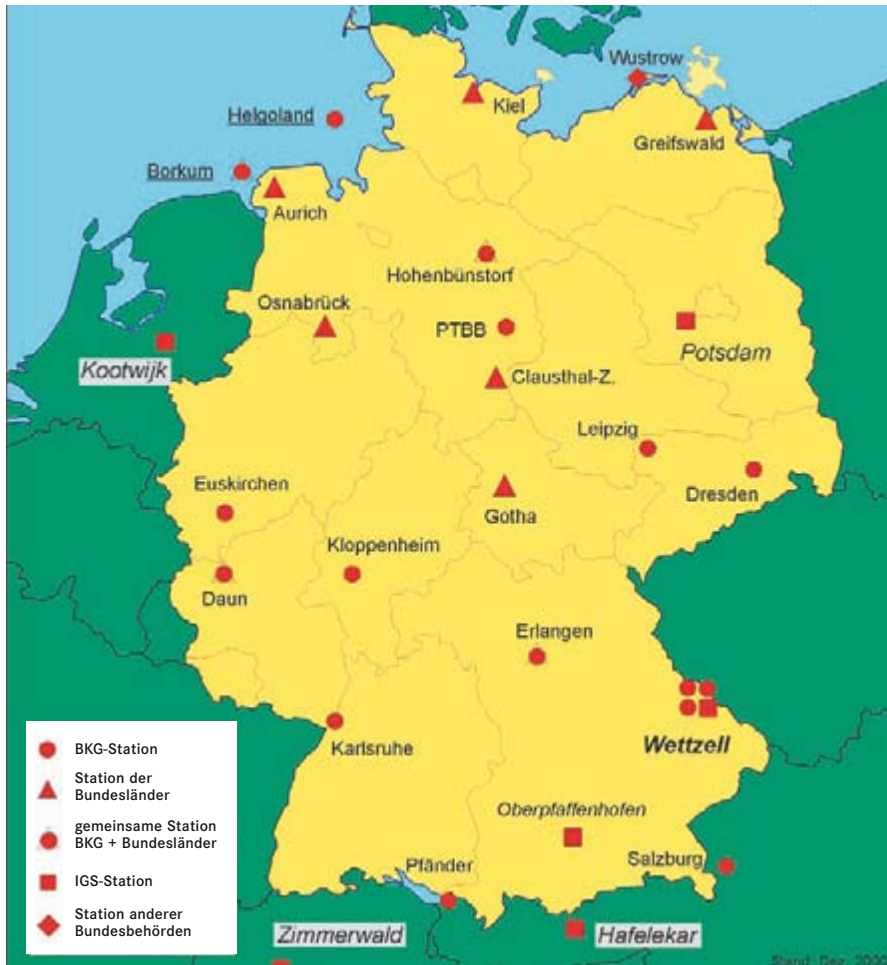 Wustrow
Kiel
Helgoland
Greifswald
Borkum
Aurich
Hohenbünstorf
Osnabrück
PTBB
Potsdam
Kootwijk
Clausthal-Z.
Leipzig
Euskirchen
Dresden
Gotha
Kloppenheim
Daun
Erlangen
Karlsruhe
Wettzell
BKG-Station
Station der
Bundesländer
gemeinsame Station
BKG + Bundesländer
IGS-Station
Station anderer
Bundesbehörden
Oberpfaffenhofen
Pfänder
Salzburg
Zimmerwald
Hafelekar
Stand: Dez.